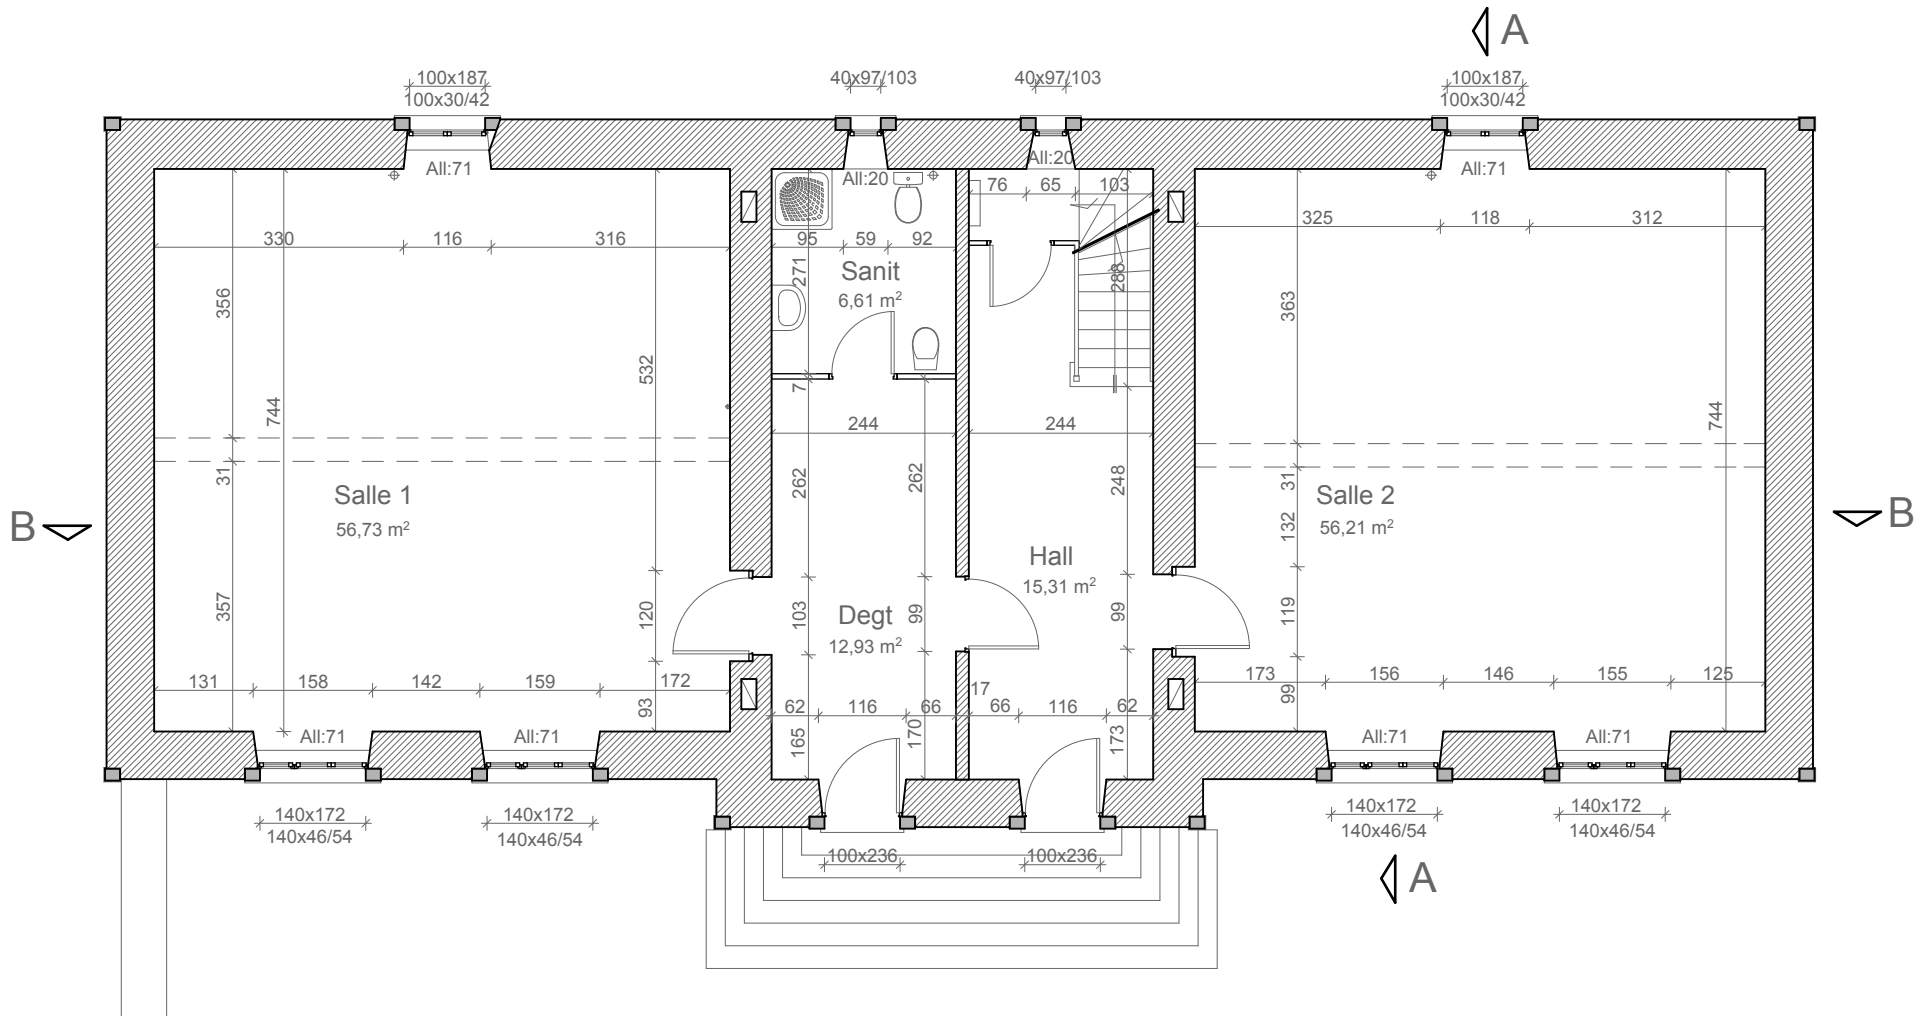 A
100x187
100x30/42
40x97/103
40x97/103
100x187
100x30/42
All:71
All:20
All:20
All:71
76
65
103
330
116
316
95
59
92
325
118
312
271
Sanit
6,61 m²
288
356
363
532
7
744
744
244
244
31
262
262
248
31
Salle 1
56,73 m²
Salle 2
56,21 m²
132
B
B
Hall
15,31 m²
357
120
103
Degt
12,93 m²
99
99
119
131
158
142
159
172
173
156
146
155
125
93
62
116
66
17
66
116
62
99
165
170
173
All:71
All:71
All:71
All:71
140x172
140x46/54
140x172
140x46/54
100x236
100x236
140x172
140x46/54
140x172
140x46/54
A